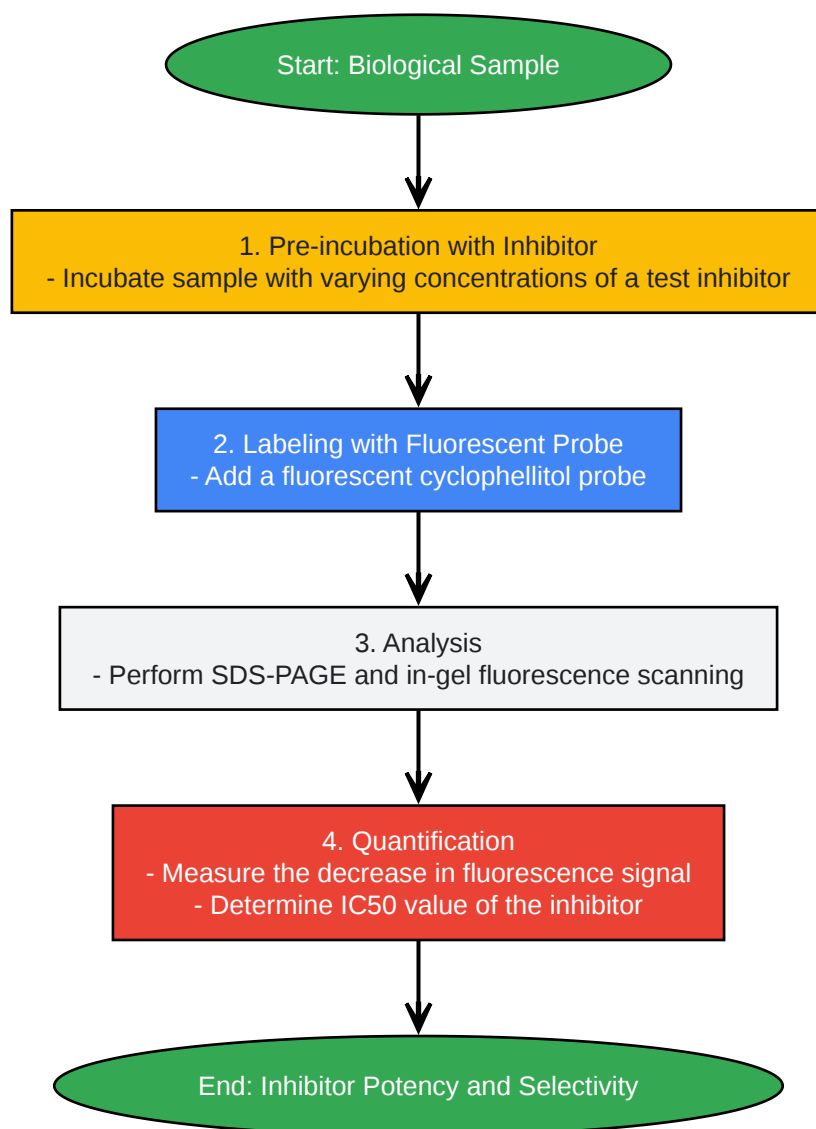 Start: Biological Sample
1. Pre-incubation with Inhibitor
- Incubate sample with varying concentrations of a test inhibitor
2. Labeling with Fluorescent Probe
- Add a fluorescent cyclophellitol probe
3. Analysis
- Perform SDS-PAGE and in-gel fluorescence scanning
4. Quantification
- Measure the decrease in fluorescence signal
- Determine IC50 value of the inhibitor
End: Inhibitor Potency and Selectivity